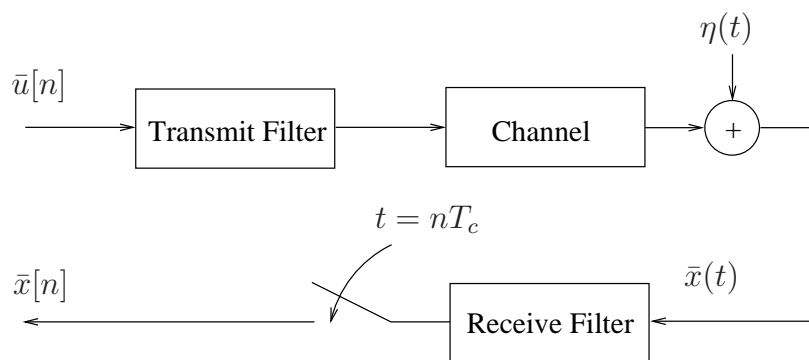 η(t)
ū[n]
Transmit Filter
Channel
+
t = nT_c
x̄[n]
x̄(t)
Receive Filter